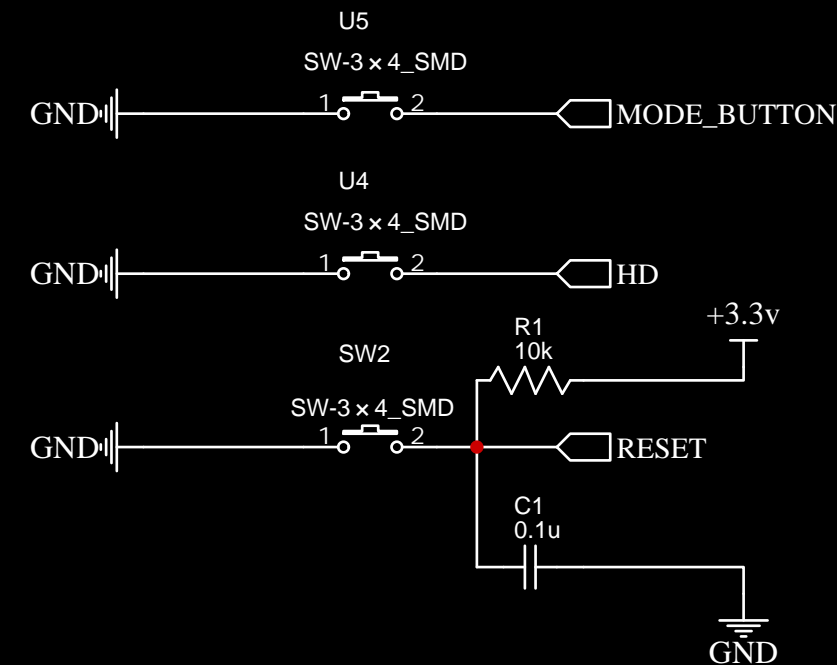 U5
SW-3×4_SMD
GND 1 2 MODE_BUTTON
U4
SW-3×4_SMD
GND 1 2 HD
+3.3v
R1
10k
SW2
SW-3×4_SMD
GND 1 2 RESET
C1
0.1u
GND